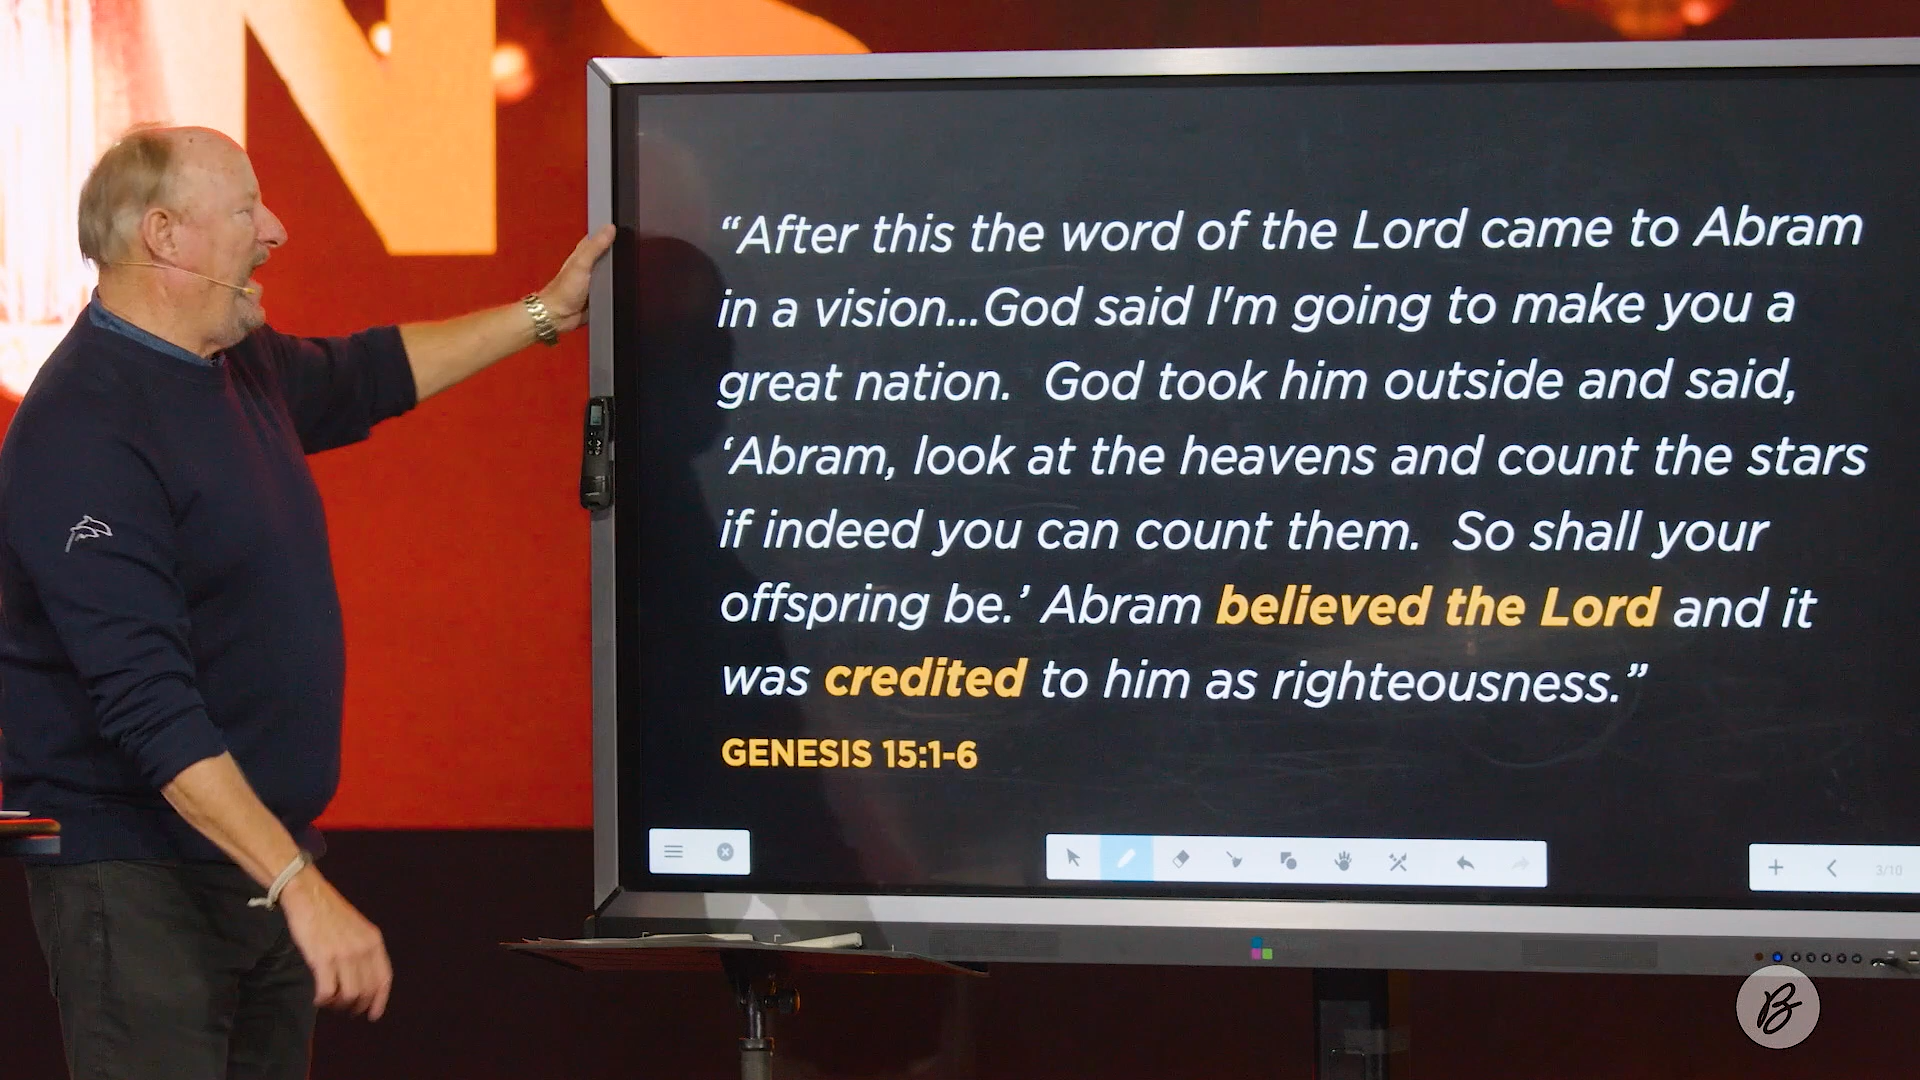 NS
“After this the word of the Lord came to Abram
in a vision...God said I'm going to make you a
great nation.  God took him outside and said,
‘Abram, look at the heavens and count the stars
if indeed you can count them.  So shall your
offspring be.’ Abram believed the Lord and it
was credited to him as righteousness.”
GENESIS 15:1-6
3/10
B